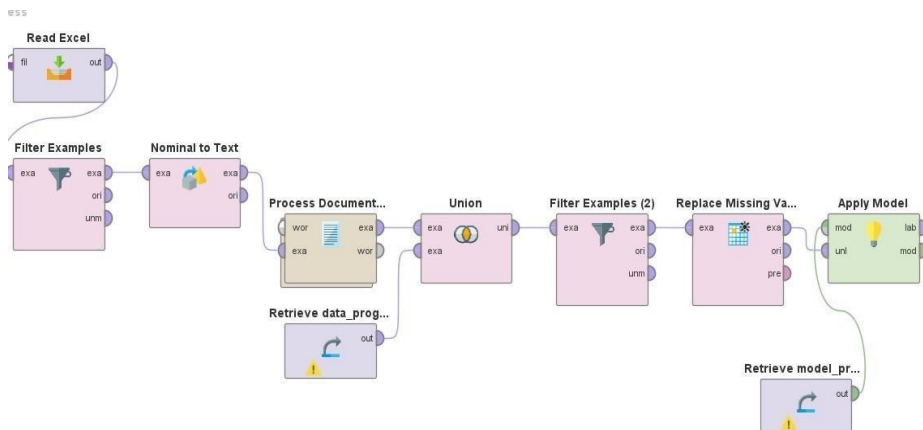 ess
Read Excel
fil out
Filter Examples
exa exa
ori
unm
Nominal to Text
exa exa
ori
Process Document...
wor exa
exa wor
Union
exa uni
exa
Filter Examples (2)
exa exa
ori
unm
Replace Missing Va...
exa exa
ori
pre
Apply Model
mod lab
unl mod
Retrieve data_prog...
out
Retrieve model_pr...
out